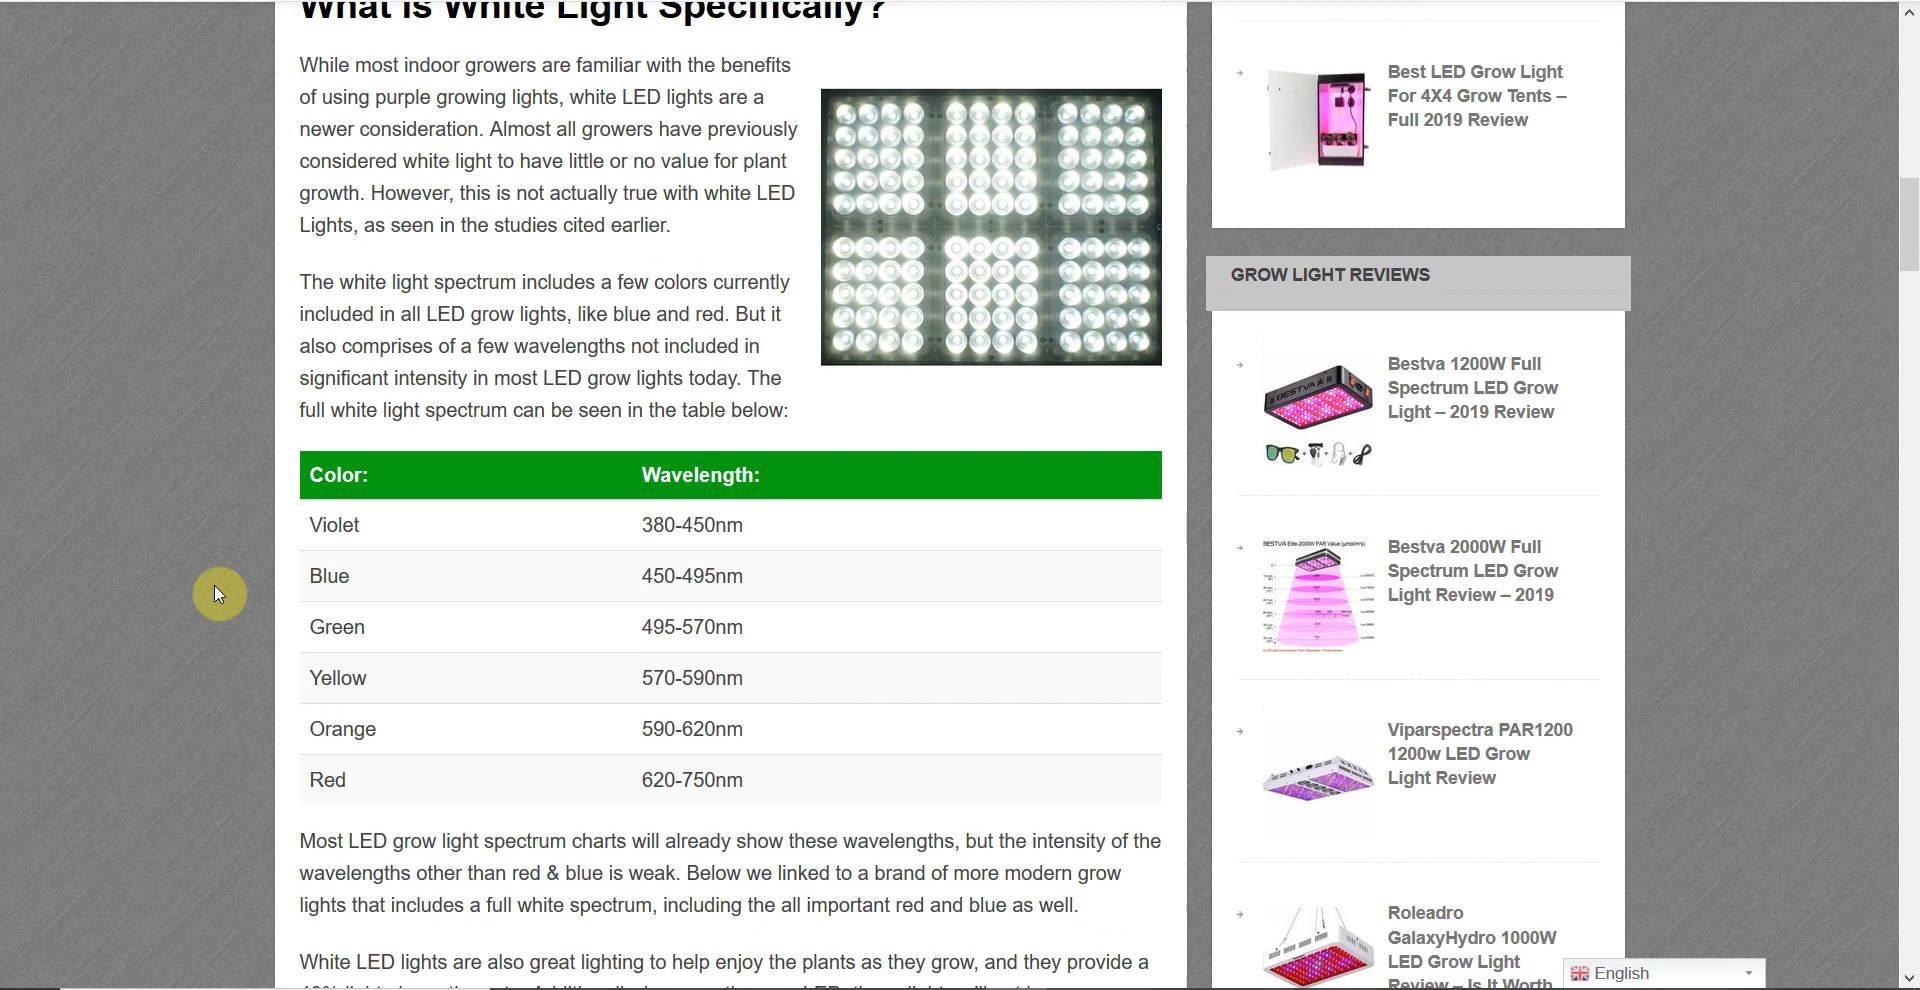 What is White Light Specifically?
While most indoor growers are familiar with the benefits
of using purple growing lights, white LED lights are a
newer consideration. Almost all growers have previously
considered white light to have little or no value for plant
growth. However, this is not actually true with white LED
Lights, as seen in the studies cited earlier.
The white light spectrum includes a few colors currently
included in all LED grow lights, like blue and red. But it
also comprises of a few wavelengths not included in
significant intensity in most LED grow lights today. The
full white light spectrum can be seen in the table below:
Color: Wavelength:
Violet 380-450nm
Blue 450-495nm
Green 495-570nm
Yellow 570-590nm
Orange 590-620nm
Red 620-750nm
Most LED grow light spectrum charts will already show these wavelengths, but the intensity of the
wavelengths other than red & blue is weak. Below we linked to a brand of more modern grow
lights that includes a full white spectrum, including the all important red and blue as well.
White LED lights are also great lighting to help enjoy the plants as they grow, and they provide a
Best LED Grow Light
For 4X4 Grow Tents –
Full 2019 Review
GROW LIGHT REVIEWS
BESTVA
Bestva 1200W Full
Spectrum LED Grow
Light – 2019 Review
BESTVA Elite-2000W PAR Value (μmol/m²s)
Bestva 2000W Full
Spectrum LED Grow
Light Review – 2019
Viparspectra PAR1200
1200w LED Grow
Light Review
Roleadro
GalaxyHydro 1000W
LED Grow Light
Review – Is It Worth
English